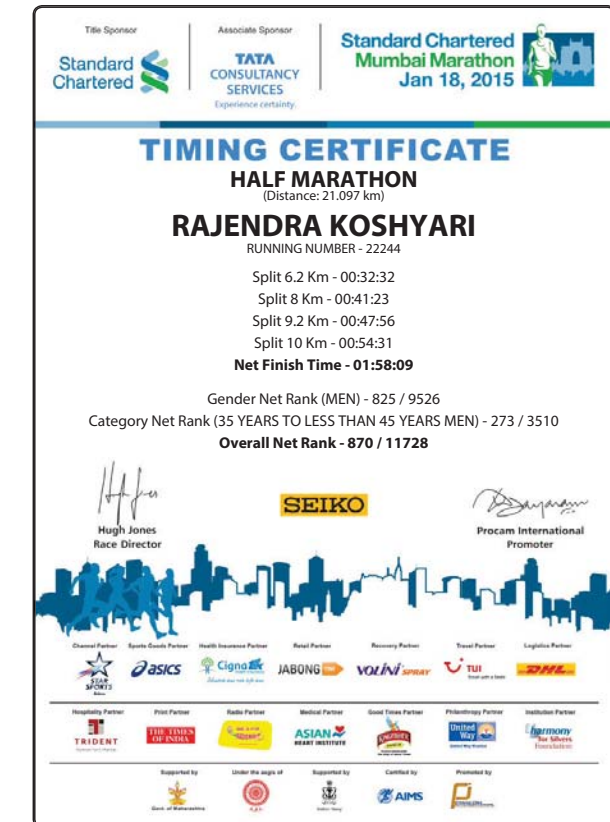 Title Sponsor
Standard
Chartered
Associate Sponsor
TATA
CONSULTANCY
SERVICES
Experience certainty.
Standard Chartered
Mumbai Marathon
Jan 18, 2015
TIMING CERTIFICATE
HALF MARATHON
(Distance: 21.097 km)
RAJENDRA KOSHYARI
RUNNING NUMBER - 22244
Split 6.2 Km - 00:32:32
Split 8 Km - 00:41:23
Split 9.2 Km - 00:47:56
Split 10 Km - 00:54:31
Net Finish Time - 01:58:09
Gender Net Rank (MEN) - 825 / 9526
Category Net Rank (35 YEARS TO LESS THAN 45 YEARS MEN) - 273 / 3510
Overall Net Rank - 870 / 11728
SEIKO
Hugh Jones
Race Director
Procam International
Promoter
Channel Partner Sports Goods Partner Health Insurance Partner Retail Partner Recovery Partner Travel Partner Logistics Partner
STAR
SPORTS
asics
Cigna
JABONG
VOLINI SPRAY
TUI
DHL
Hospitality Partner Print Partner Radio Partner Medical Partner Good Times Partner Philanthropy Partner Institution Partner
TRIDENT
THE TIMES
OF INDIA
ASIAN
HEART INSTITUTE
KINGFISHER
United
Way
harmony
for Silvers
Foundation
Supported by Under the aegis of Supported by Certified by Promoted by
Govt. of Maharashtra
Indian Navy
AIMS